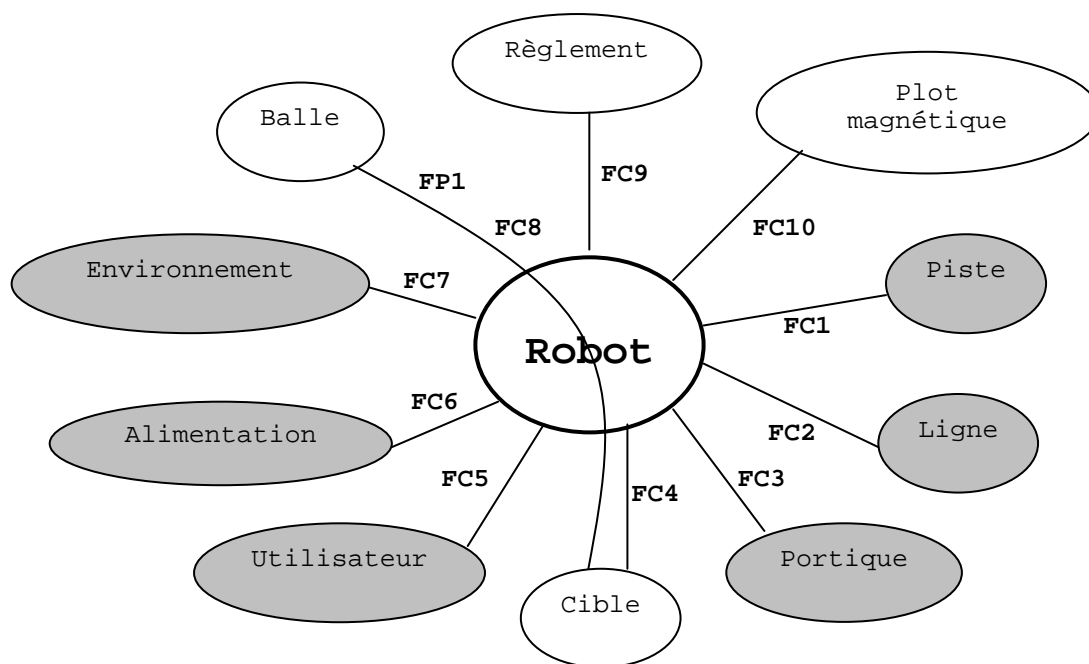 Règlement
Plot
magnétique
Balle
FP1
FC9
FC8
FC10
Environnement
FC7
Piste
FC1
Robot
FC6
Alimentation
FC2
Ligne
FC5
FC4
FC3
Utilisateur
Portique
Cible